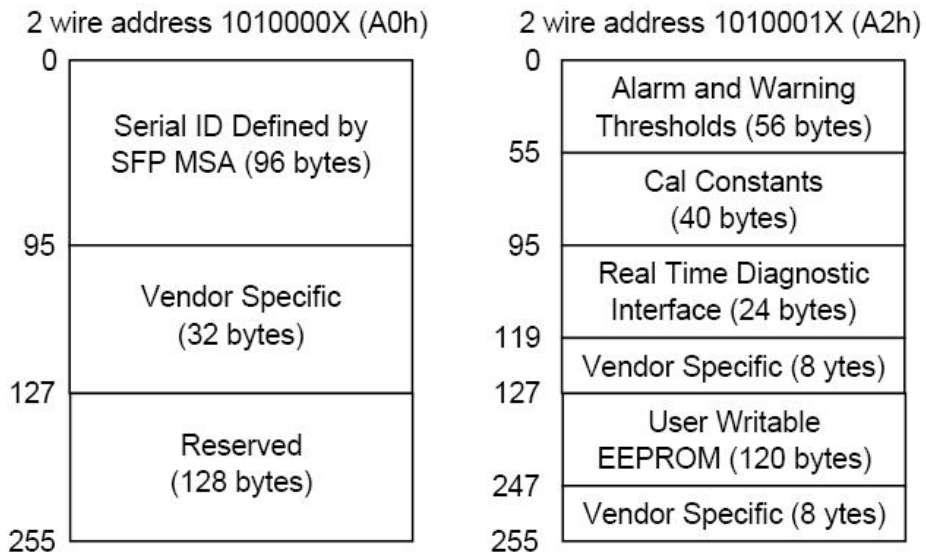 2 wire address 1010000X (A0h)
0
Serial ID Defined by
SFP MSA (96 bytes)
95
Vendor Specific
(32 bytes)
127
Reserved
(128 bytes)
255
2 wire address 1010001X (A2h)
0
Alarm and Warning
Thresholds (56 bytes)
55
Cal Constants
(40 bytes)
95
Real Time Diagnostic
Interface (24 bytes)
119
Vendor Specific (8 ytes)
127
User Writable
EEPROM (120 bytes)
247
Vendor Specific (8 ytes)
255